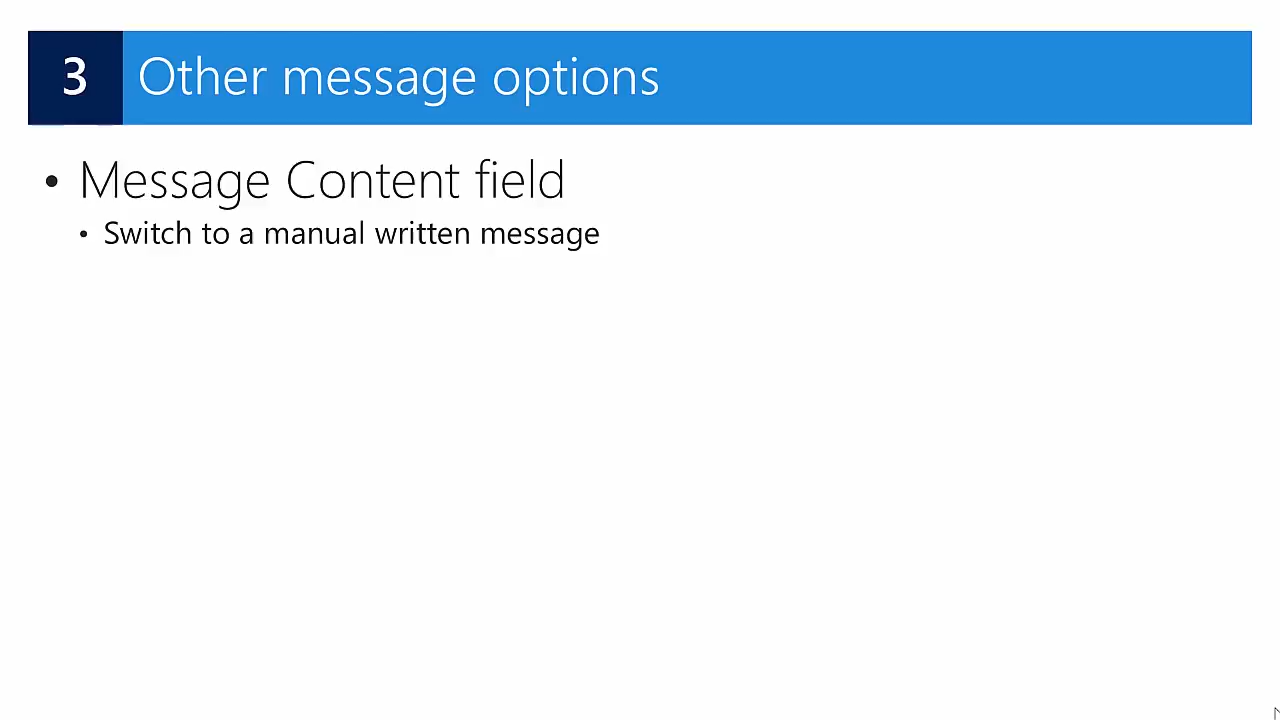 3 Other message options
• Message Content field
• Switch to a manual written message